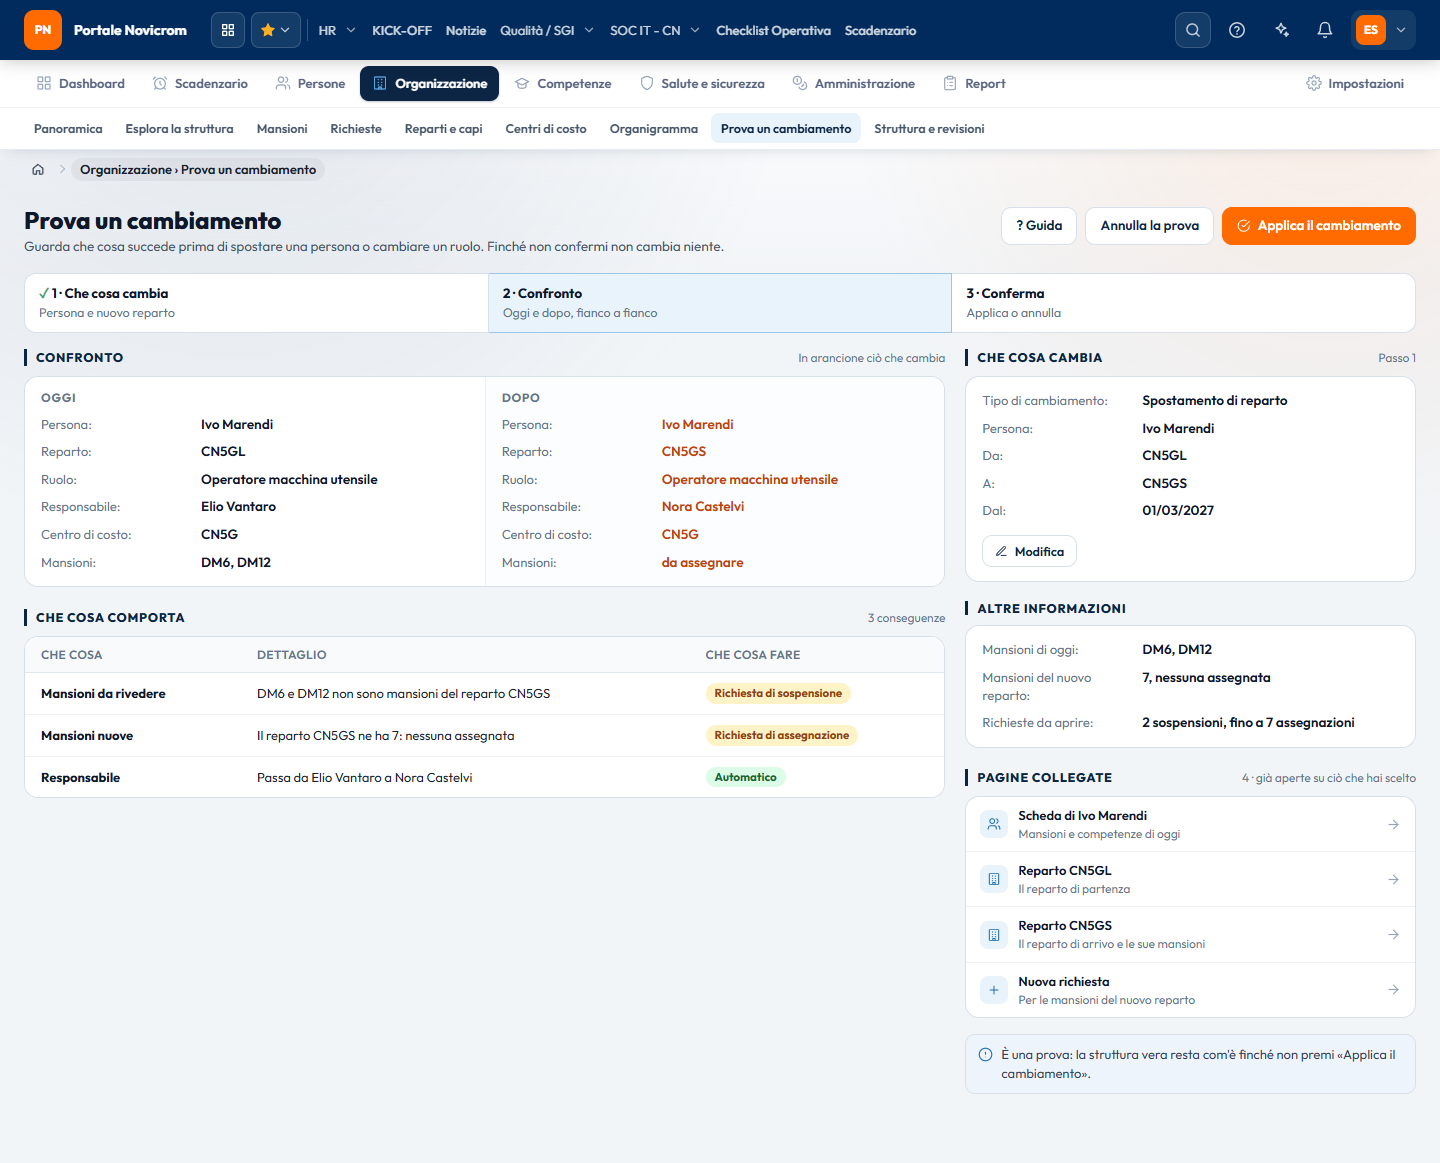 PN Portale Novicrom HR KICK-OFF Notizie Qualità / SGI SOC IT - CN Checklist Operativa Scadenzario ES
Dashboard Scadenzario Persone Organizzazione Competenze Salute e sicurezza Amministrazione Report Impostazioni
Panoramica Esplora la struttura Mansioni Richieste Reparti e capi Centri di costo Organigramma Prova un cambiamento Struttura e revisioni
Organizzazione › Prova un cambiamento
Prova un cambiamento
Guarda che cosa succede prima di spostare una persona o cambiare un ruolo. Finché non confermi non cambia niente.
? Guida Annulla la prova Applica il cambiamento
✓ 1 · Che cosa cambia
Persona e nuovo reparto
2 · Confronto
Oggi e dopo, fianco a fianco
3 · Conferma
Applica o annulla
CONFRONTO In arancione ciò che cambia
OGGI
Persona: Ivo Marendi
Reparto: CN5GL
Ruolo: Operatore macchina utensile
Responsabile: Elio Vantaro
Centro di costo: CN5G
Mansioni: DM6, DM12
DOPO
Persona: Ivo Marendi
Reparto: CN5GS
Ruolo: Operatore macchina utensile
Responsabile: Nora Castelvi
Centro di costo: CN5G
Mansioni: da assegnare
CHE COSA COMPORTA 3 conseguenze
CHE COSA DETTAGLIO CHE COSA FARE
Mansioni da rivedere DM6 e DM12 non sono mansioni del reparto CN5GS Richiesta di sospensione
Mansioni nuove Il reparto CN5GS ne ha 7: nessuna assegnata Richiesta di assegnazione
Responsabile Passa da Elio Vantaro a Nora Castelvi Automatico
CHE COSA CAMBIA Passo 1
Tipo di cambiamento: Spostamento di reparto
Persona: Ivo Marendi
Da: CN5GL
A: CN5GS
Dal: 01/03/2027
Modifica
ALTRE INFORMAZIONI
Mansioni di oggi: DM6, DM12
Mansioni del nuovo 7, nessuna assegnata
reparto:
Richieste da aprire: 2 sospensioni, fino a 7 assegnazioni
PAGINE COLLEGATE 4 · già aperte su ciò che hai scelto
Scheda di Ivo Marendi
Mansioni e competenze di oggi
Reparto CN5GL
Il reparto di partenza
Reparto CN5GS
Il reparto di arrivo e le sue mansioni
Nuova richiesta
Per le mansioni del nuovo reparto
È una prova: la struttura vera resta com'è finché non premi «Applica il
cambiamento».